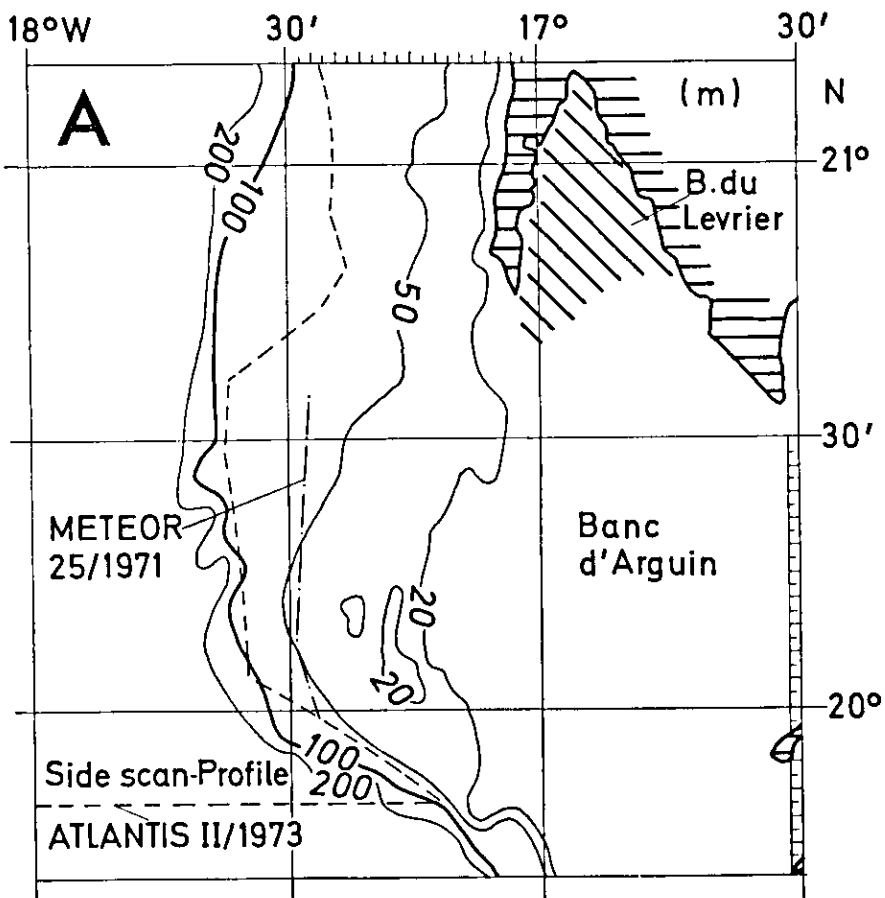 18°W 30' 17° 30'
A
(m) N
200
100
21°
B.du
Levrier
50
30'
METEOR
25/1971
Banc
d'Arguin
20
20
20°
100
200
Side scan-Profile
ATLANTIS II/1973